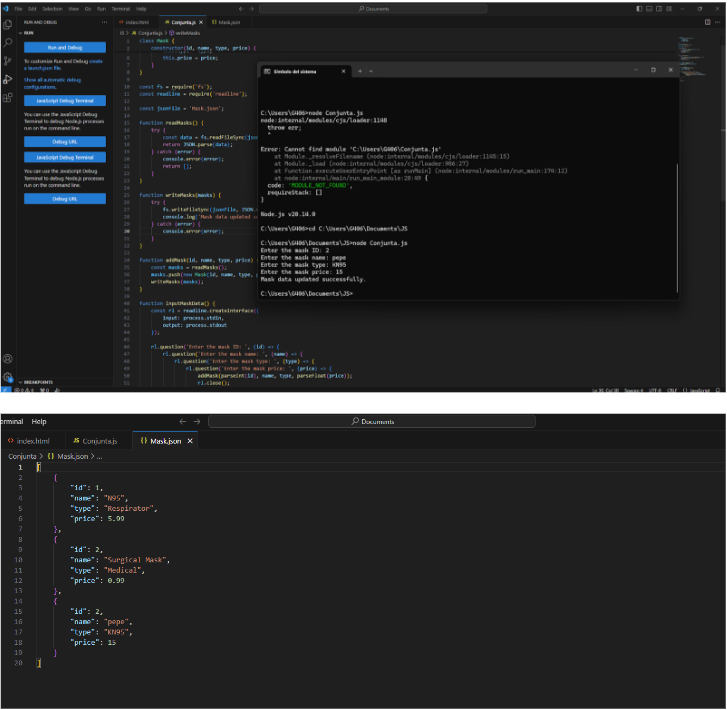 File Edit Selection View Go Run Terminal Help
Documents
RUN AND DEBUG
index.html
Conjunta.js
Mask.json
RUN
Run and Debug
To customize Run and Debug create
a launch.json file.
Show all automatic debug
configurations.
JavaScript Debug Terminal
You can use the JavaScript Debug
Terminal to debug Node.js processes
run on the command line.
Debug URL
JavaScript Debug Terminal
You can use the JavaScript Debug
Terminal to debug Node.js processes
run on the command line.
Debug URL
BREAKPOINTS
JS > Conjunta.js > writeMasks
class Mask {
constructor(id, name, type, price) {
this.price = price;
}
}
const fs = require('fs');
const readline = require('readline');
const jsonFile = 'Mask.json';
function readMasks() {
try {
const data = fs.readFileSync(json
return JSON.parse(data);
} catch (error) {
console.error(error);
return [];
}
}
function writeMasks(masks) {
try {
fs.writeFileSync(jsonFile, JSON.
console.log('Mask data updated s
} catch (error) {
console.error(error);
}
}
function addMask(id, name, type, price)
const masks = readMasks();
masks.push(new Mask(id, name, type,
writeMasks(masks);
}
function inputMaskData() {
const rl = readline.createInterface({
input: process.stdin,
output: process.stdout
});
rl.question('Enter the mask ID: ', (id) => {
rl.question('Enter the mask name: ', (name) => {
rl.question('Enter the mask type: ', (type) => {
rl.question('Enter the mask price: ', (price) => {
addMask(parseInt(id), name, type, parseFloat(price));
rl.close();
Símbolo del sistema
C:\Users\GH06>node Conjunta.js
node:internal/modules/cjs/loader:1148
throw err;
^
Error: Cannot find module 'C:\Users\GH06\Conjunta.js'
at Module._resolveFilename (node:internal/modules/cjs/loader:1145:15)
at Module._load (node:internal/modules/cjs/loader:986:27)
at Function.executeUserEntryPoint [as runMain] (node:internal/modules/run_main:174:12)
at node:internal/main/run_main_module:28:49 {
code: 'MODULE_NOT_FOUND',
requireStack: []
}
Node.js v20.14.0
C:\Users\GH06>cd C:\Users\GH06\Documents\JS
C:\Users\GH06\Documents\JS>node Conjunta.js
Enter the mask ID: 2
Enter the mask name: pepe
Enter the mask type: KN95
Enter the mask price: 15
Mask data updated successfully.
C:\Users\GH06\Documents\JS>
erminal Help
Documents
index.html
JS Conjunta.js
{} Mask.json ×
Conjunta > {} Mask.json > ...
1 [
2 {
3 "id": 1,
4 "name": "N95",
5 "type": "Respirator",
6 "price": 5.99
7 },
8 {
9 "id": 2,
10 "name": "Surgical Mask",
11 "type": "Medical",
12 "price": 0.99
13 },
14 {
15 "id": 2,
16 "name": "pepe",
17 "type": "KN95",
18 "price": 15
19 }
20 ]